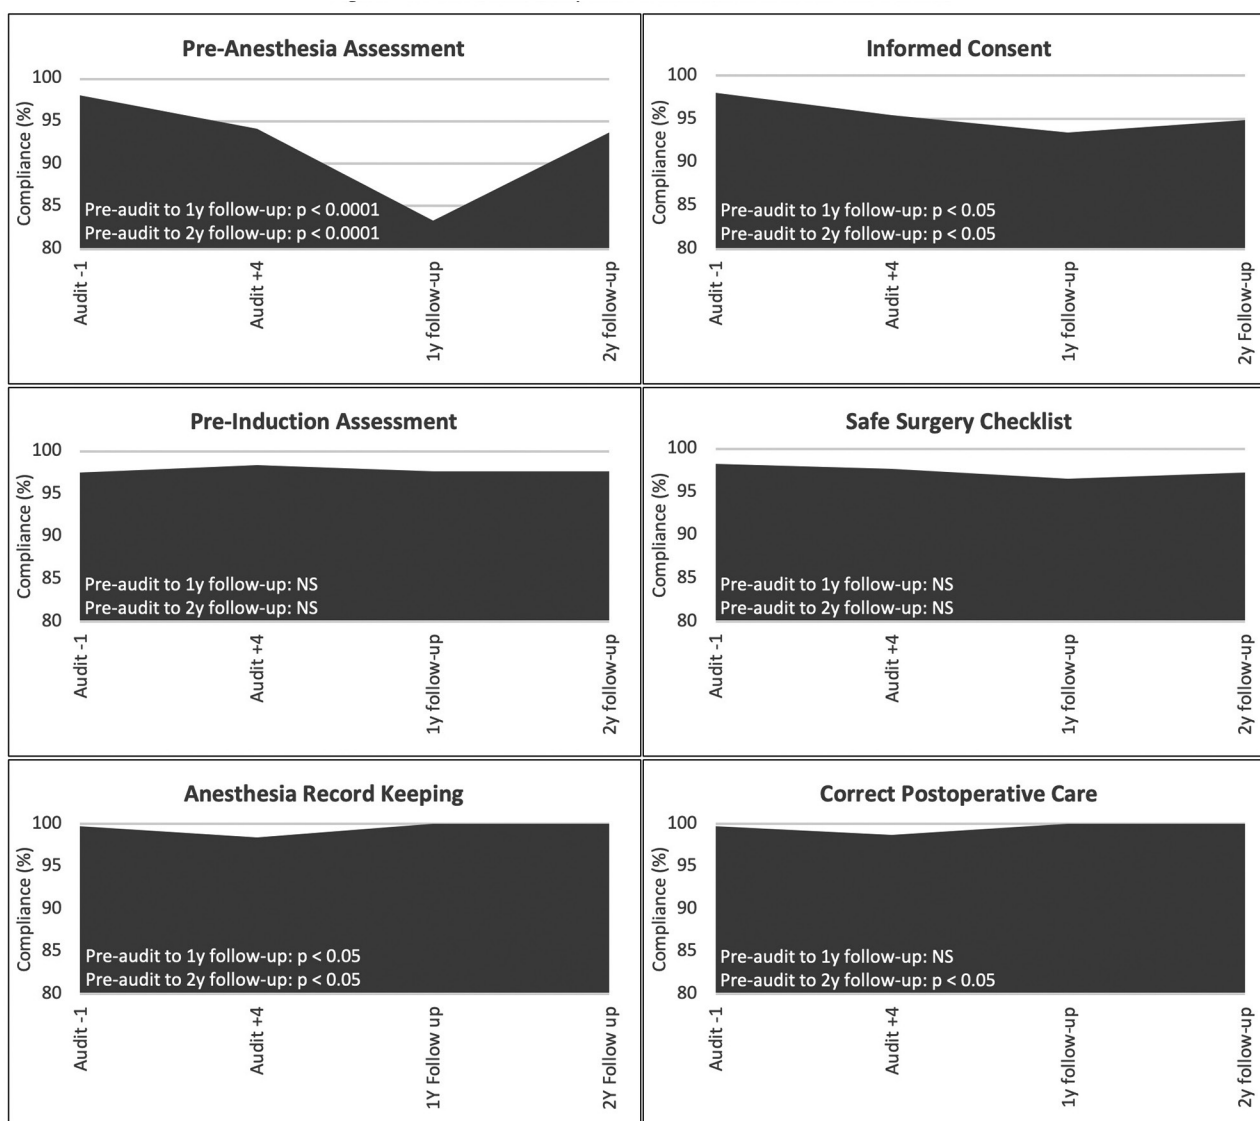 Pre-Anesthesia Assessment
Compliance (%)
100
95
90
85
80
Pre-audit to 1y follow-up: p < 0.0001
Pre-audit to 2y follow-up: p < 0.0001
Audit -1
Audit +4
1y follow-up
2y follow-up
Informed Consent
Compliance (%)
100
95
90
85
80
Pre-audit to 1y follow-up: p < 0.05
Pre-audit to 2y follow-up: p < 0.05
Audit -1
Audit +4
1y follow-up
2y Follow-up
Pre-Induction Assessment
Compliance (%)
100
95
90
85
80
Pre-audit to 1y follow-up: NS
Pre-audit to 2y follow-up: NS
Audit -1
Audit +4
1y follow-up
2y follow-up
Safe Surgery Checklist
Compliance (%)
100
95
90
85
80
Pre-audit to 1y follow-up: NS
Pre-audit to 2y follow-up: NS
Audit -1
Audit +4
1y follow-up
2y follow-up
Anesthesia Record Keeping
Compliance (%)
100
95
90
85
80
Pre-audit to 1y follow-up: p < 0.05
Pre-audit to 2y follow-up: p < 0.05
Audit -1
Audit +4
1Y Follow up
2Y Follow up
Correct Postoperative Care
Compliance (%)
100
95
90
85
80
Pre-audit to 1y follow-up: NS
Pre-audit to 2y follow-up: p < 0.05
Audit -1
Audit +4
1y follow-up
2y follow-up